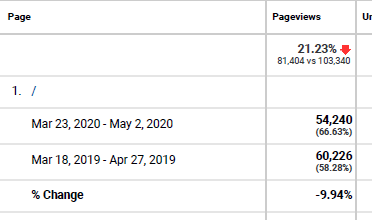 Page Pageviews Un
21.23%
81,404 vs 103,340
1. /
Mar 23, 2020 - May 2, 2020 54,240
(66.63%)
Mar 18, 2019 - Apr 27, 2019 60,226
(58.28%)
% Change -9.94%